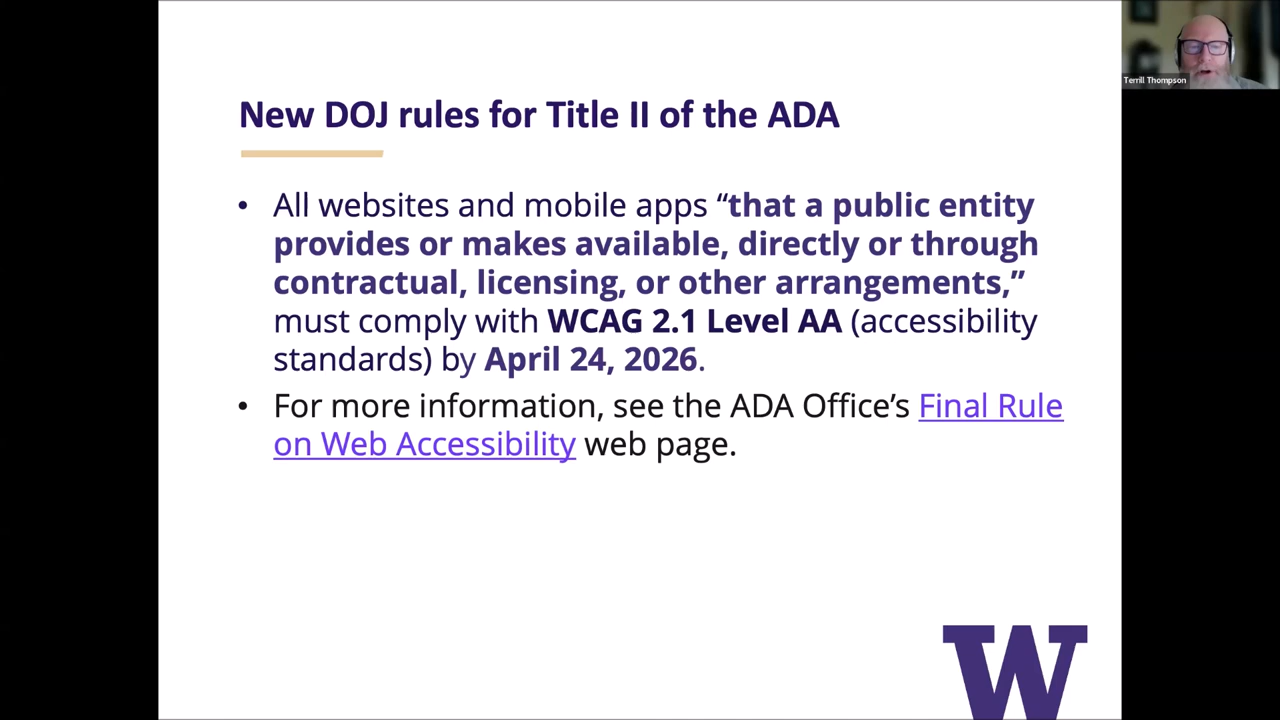 Terrill Thompson
New DOJ rules for Title II of the ADA
• All websites and mobile apps “that a public entity
provides or makes available, directly or through
contractual, licensing, or other arrangements,”
must comply with WCAG 2.1 Level AA (accessibility
standards) by April 24, 2026.
• For more information, see the ADA Office’s Final Rule
on Web Accessibility web page.
W